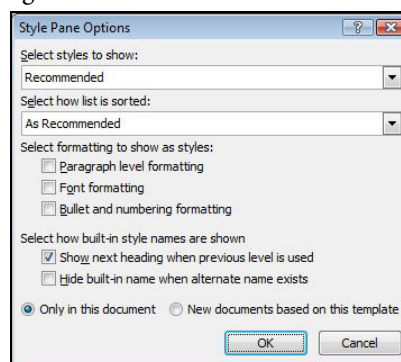 Style Pane Options
Select styles to show:
Recommended
Select how list is sorted:
As Recommended
Select formatting to show as styles:
Paragraph level formatting
Font formatting
Bullet and numbering formatting
Select how built-in style names are shown
Show next heading when previous level is used
Hide built-in name when alternate name exists
Only in this document New documents based on this template
OK Cancel